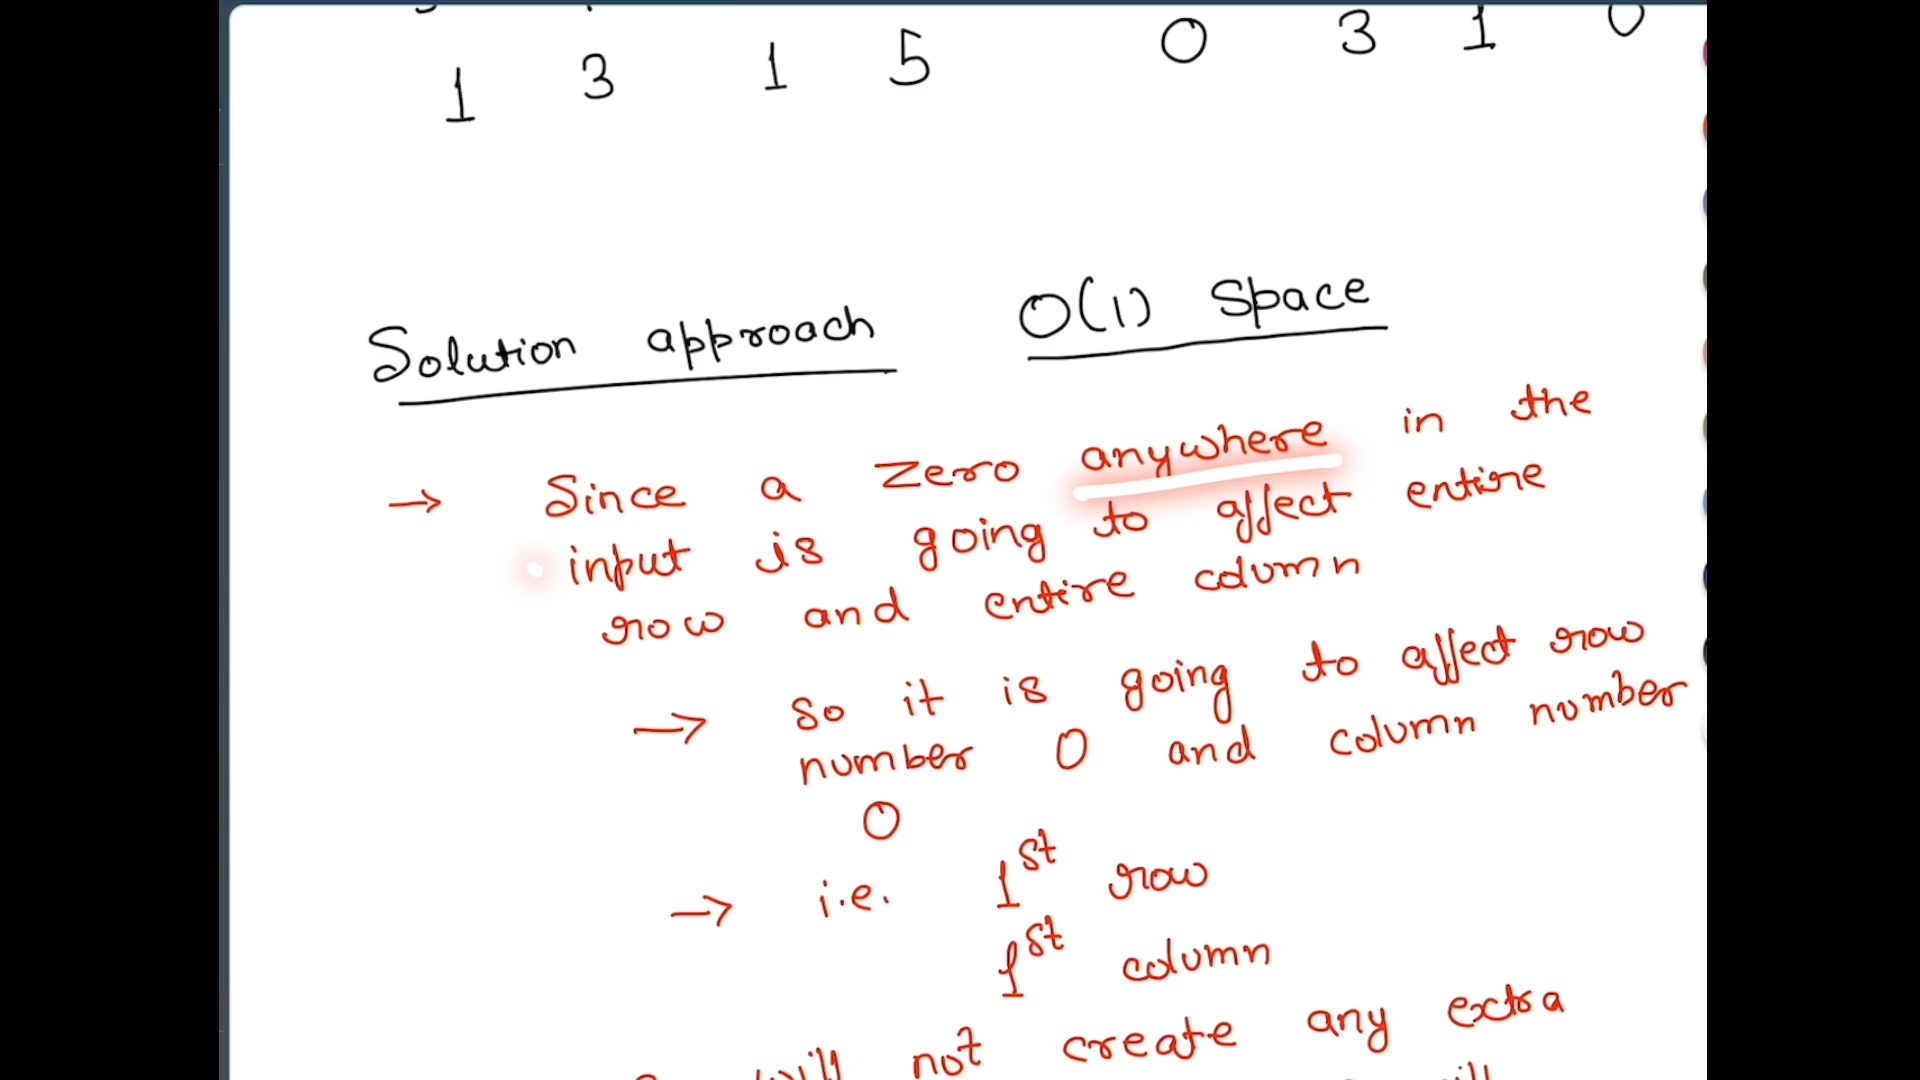 1 3 1 5 0 3 1 0
Solution approach O(1) Space
→ Since a zero anywhere in the
input is going to affect entire
row and entire column
→ So it is going to affect row
number 0 and column number
0
→ i.e. 1st row
1st column
will not create any extra
will